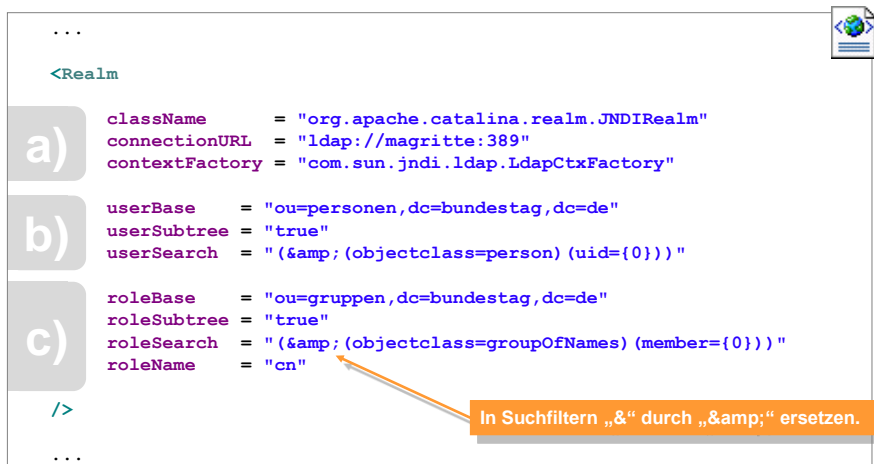 ...
<Realm
a)
className = "org.apache.catalina.realm.JNDIRealm"
connectionURL = "ldap://magritte:389"
contextFactory = "com.sun.jndi.ldap.LdapCtxFactory"
b)
userBase = "ou=personen,dc=bundestag,dc=de"
userSubtree = "true"
userSearch = "(&amp;(objectclass=person)(uid={0}))"
c)
roleBase = "ou=gruppen,dc=bundestag,dc=de"
roleSubtree = "true"
roleSearch = "(&amp;(objectclass=groupOfNames)(member={0}))"
roleName = "cn"
/>
In Suchfiltern „&“ durch „&amp;“ ersetzen.
...